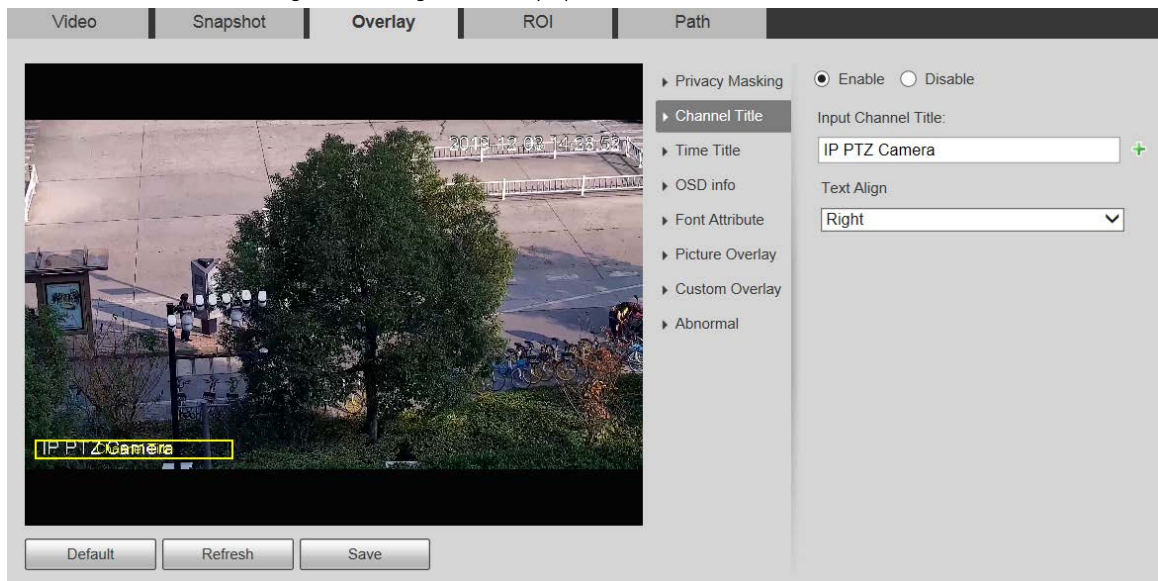 Video Snapshot Overlay ROI Path
Privacy Masking
Channel Title
Time Title
OSD info
Font Attribute
Picture Overlay
Custom Overlay
Abnormal
Enable Disable
Input Channel Title:
IP PTZ Camera
Text Align
Right
IP PTZ Camera
Default Refresh Save